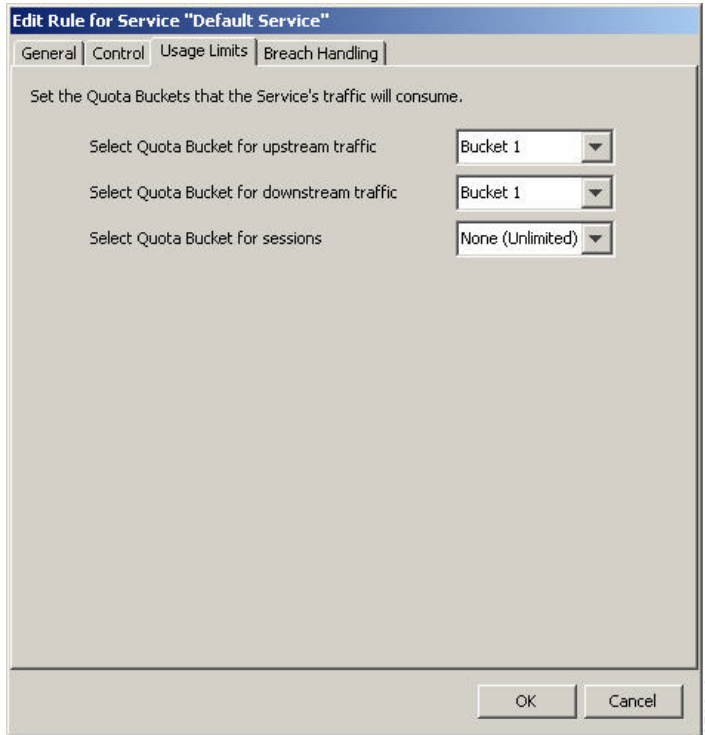 Edit Rule for Service "Default Service"
General Control Usage Limits Breach Handling
Set the Quota Buckets that the Service's traffic will consume.
Select Quota Bucket for upstream traffic Bucket 1
Select Quota Bucket for downstream traffic Bucket 1
Select Quota Bucket for sessions None (Unlimited)
OK Cancel